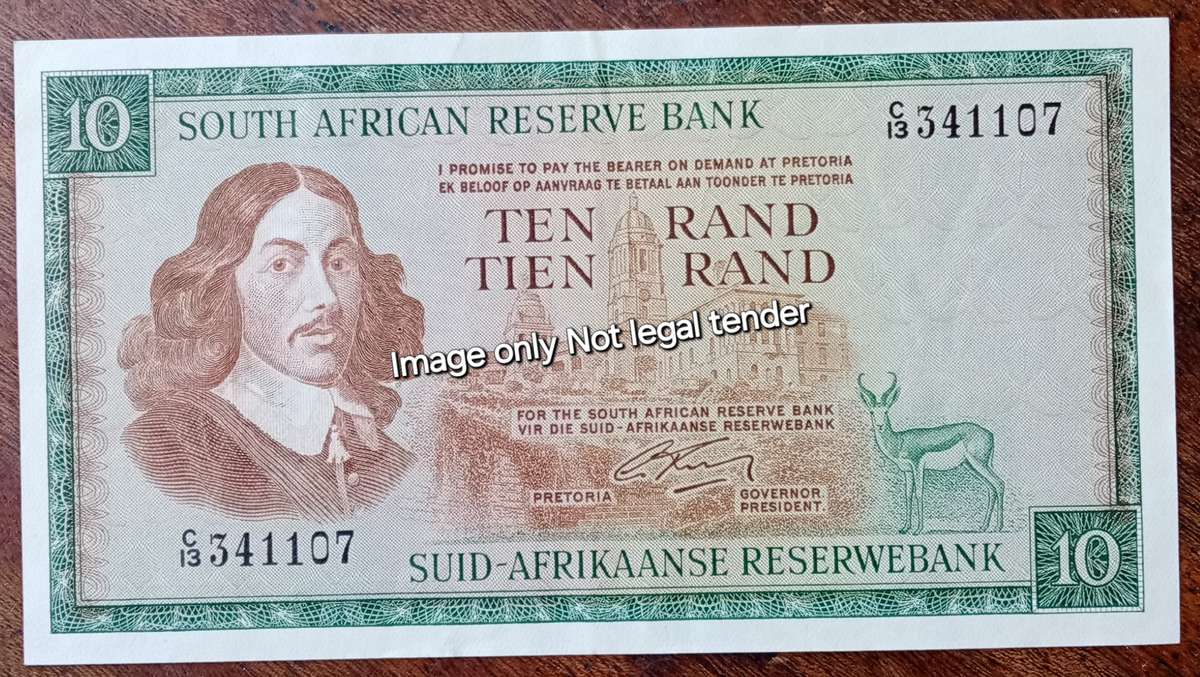 10
SOUTH AFRICAN RESERVE BANK
C/13 341107
I PROMISE TO PAY THE BEARER ON DEMAND AT PRETORIA
EK BELOOF OP AANVRAAG TE BETAAL AAN TOONDER TE PRETORIA
TEN RAND
TIEN RAND
Image only Not legal tender
FOR THE SOUTH AFRICAN RESERVE BANK
VIR DIE SUID-AFRIKAANSE RESERWEBANK
PRETORIA
GOVERNOR.
PRESIDENT.
C/13 341107
SUID-AFRIKAANSE RESERWEBANK
10